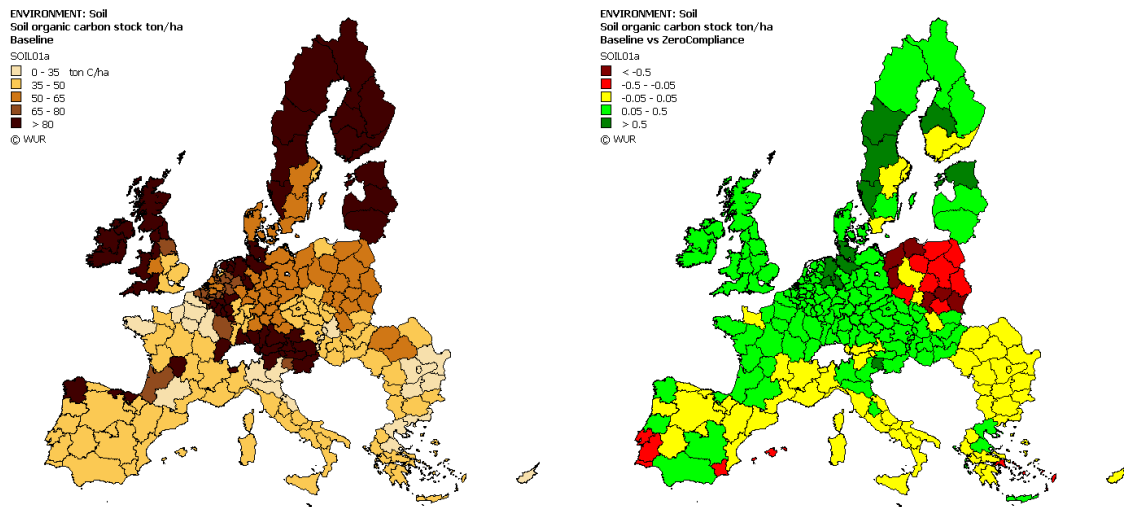 ENVIRONMENT: Soil
Soil organic carbon stock ton/ha
Baseline
SOIL01a
0 - 35 ton C/ha
35 - 50
50 - 65
65 - 80
> 80
© WUR
ENVIRONMENT: Soil
Soil organic carbon stock ton/ha
Baseline vs ZeroCompliance
SOIL01a
< -0.5
-0.5 - -0.05
-0.05 - 0.05
0.05 - 0.5
> 0.5
© WUR